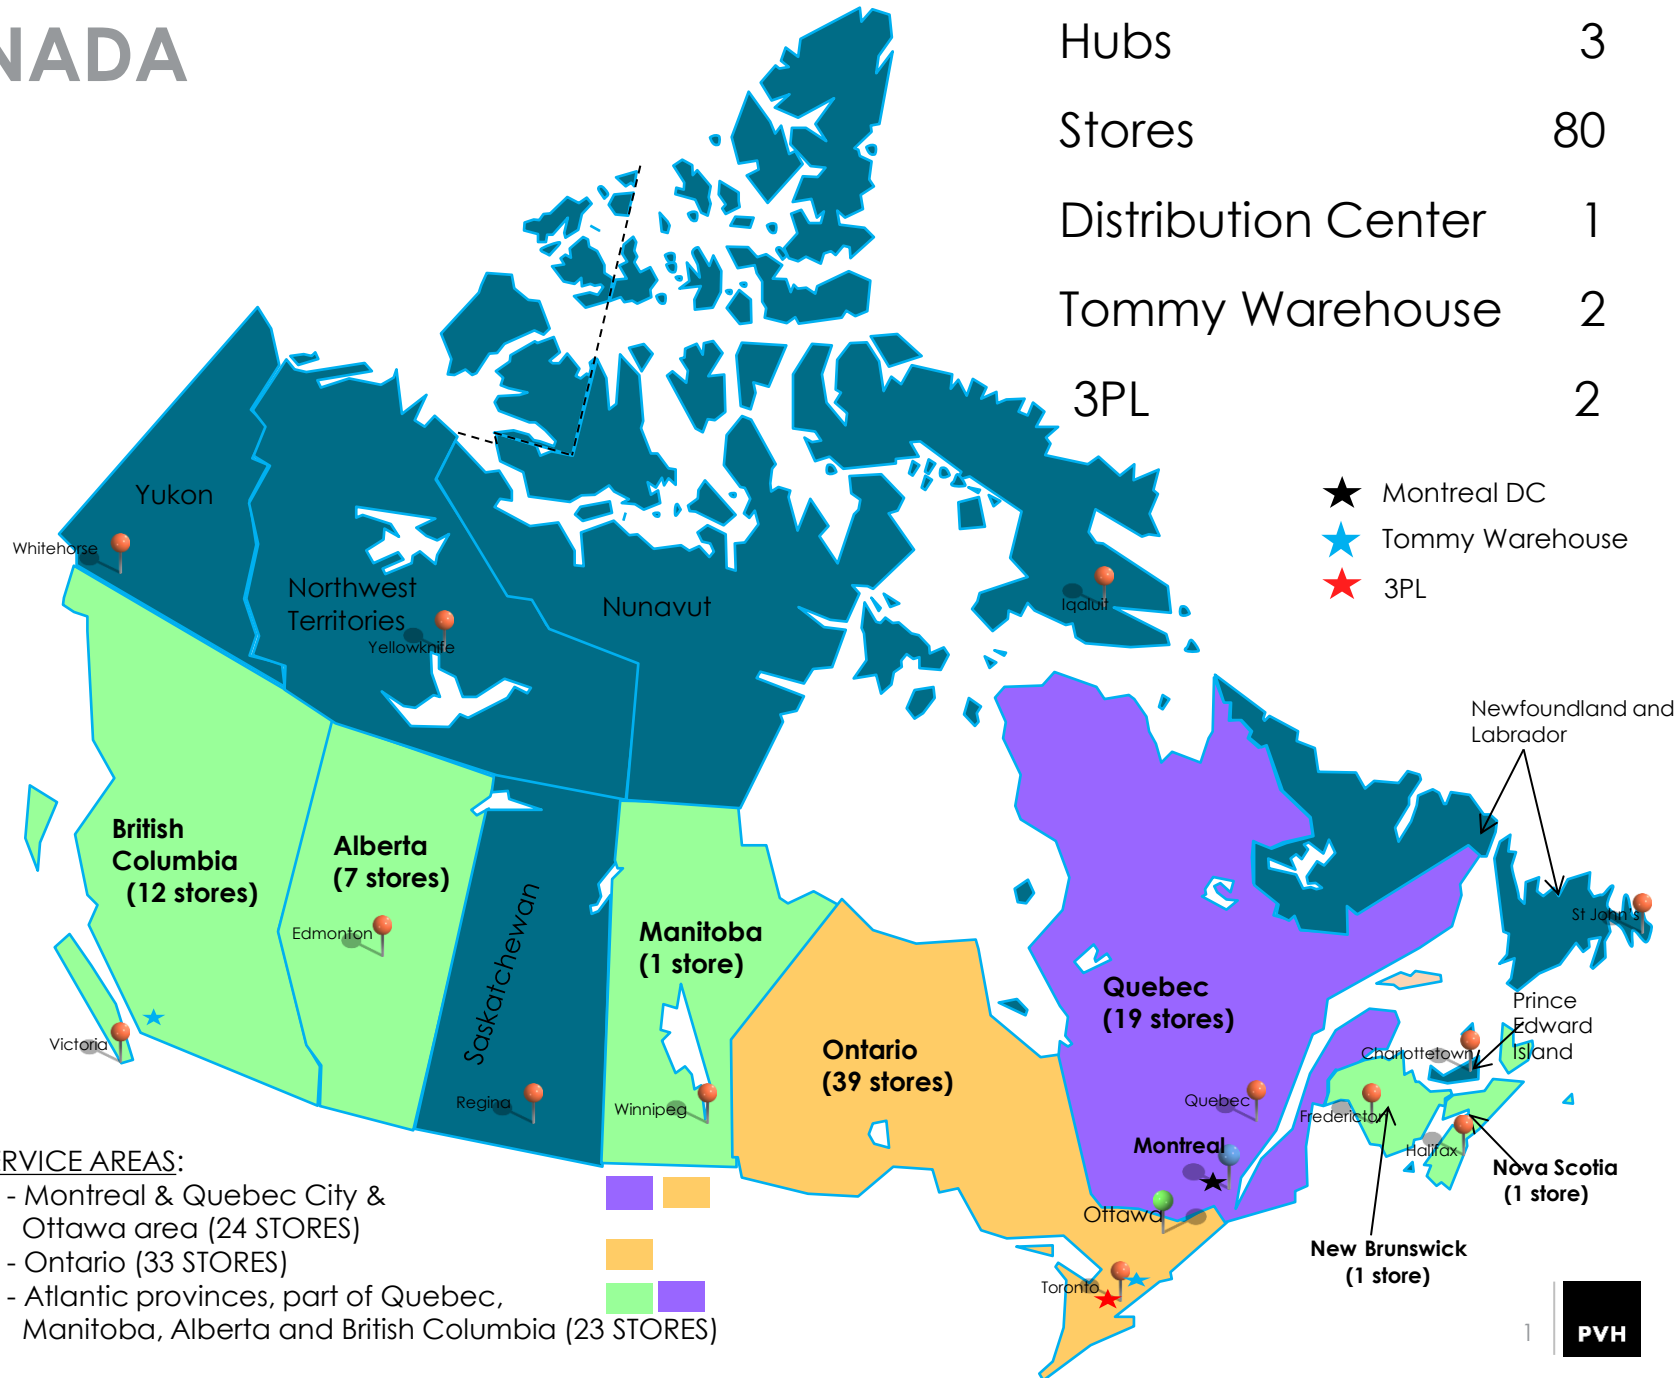 NADA
Hubs 3
Stores 80
Distribution Center 1
Tommy Warehouse 2
3PL 2
Montreal DC
Tommy Warehouse
3PL
Yukon
Whitehorse
Northwest
Territories
Yellowknife
Nunavut
Iqaluit
Newfoundland and
Labrador
British
Columbia
(12 stores)
Alberta
(7 stores)
Edmonton
Saskatchewan
Manitoba
(1 store)
St John's
Quebec
(19 stores)
Prince
Edward
Island
Victoria
Ontario
(39 stores)
Charlottetown
Regina
Winnipeg
Quebec
Fredericton
Halifax
Montreal
Nova Scotia
(1 store)
Ottawa
New Brunswick
(1 store)
Toronto
ERVICE AREAS:
- Montreal & Quebec City &
Ottawa area (24 STORES)
- Ontario (33 STORES)
- Atlantic provinces, part of Quebec,
Manitoba, Alberta and British Columbia (23 STORES)
1
PVH